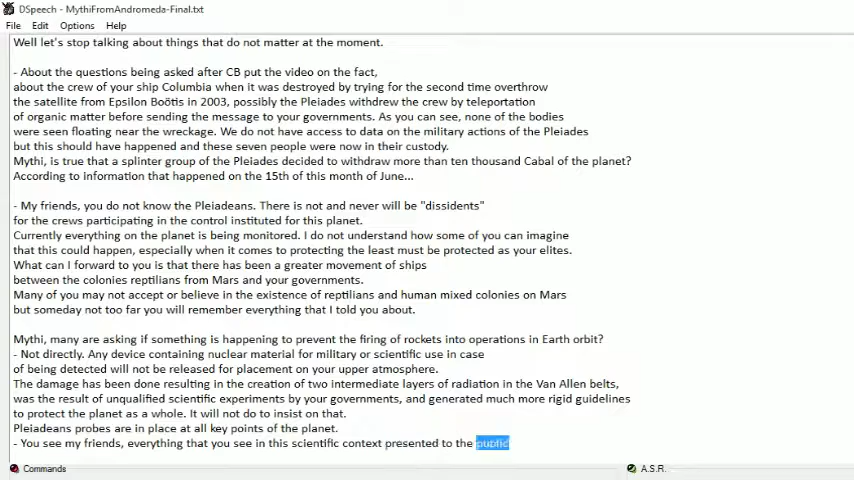 DSpeech - MythiFromAndromeda-Final.txt
File Edit Options Help
Well let's stop talking about things that do not matter at the moment.
- About the questions being asked after CB put the video on the fact,
about the crew of your ship Columbia when it was destroyed by trying for the second time overthrow
the satellite from Epsilon Boötis in 2003, possibly the Pleiades withdrew the crew by teleportation
of organic matter before sending the message to your governments. As you can see, none of the bodies
were seen floating near the wreckage. We do not have access to data on the military actions of the Pleiades
but this should have happened and these seven people were now in their custody.
Mythi, is true that a splinter group of the Pleiades decided to withdraw more than ten thousand Cabal of the planet?
According to information that happened on the 15th of this month of June...
- My friends, you do not know the Pleiadeans. There is not and never will be "dissidents"
for the crews participating in the control instituted for this planet.
Currently everything on the planet is being monitored. I do not understand how some of you can imagine
that this could happen, especially when it comes to protecting the least must be protected as your elites.
What can I forward to you is that there has been a greater movement of ships
between the colonies reptilians from Mars and your governments.
Many of you may not accept or believe in the existence of reptilians and human mixed colonies on Mars
but someday not too far you will remember everything that I told you about.
Mythi, many are asking if something is happening to prevent the firing of rockets into operations in Earth orbit?
- Not directly. Any device containing nuclear material for military or scientific use in case
of being detected will not be released for placement on your upper atmosphere.
The damage has been done resulting in the creation of two intermediate layers of radiation in the Van Allen belts,
was the result of unqualified scientific experiments by your governments, and generated much more rigid guidelines
to protect the planet as a whole. It will not do to insist on that.
Pleiadeans probes are in place at all key points of the planet.
- You see my friends, everything that you see in this scientific context presented to the public
Commands A.S.R.